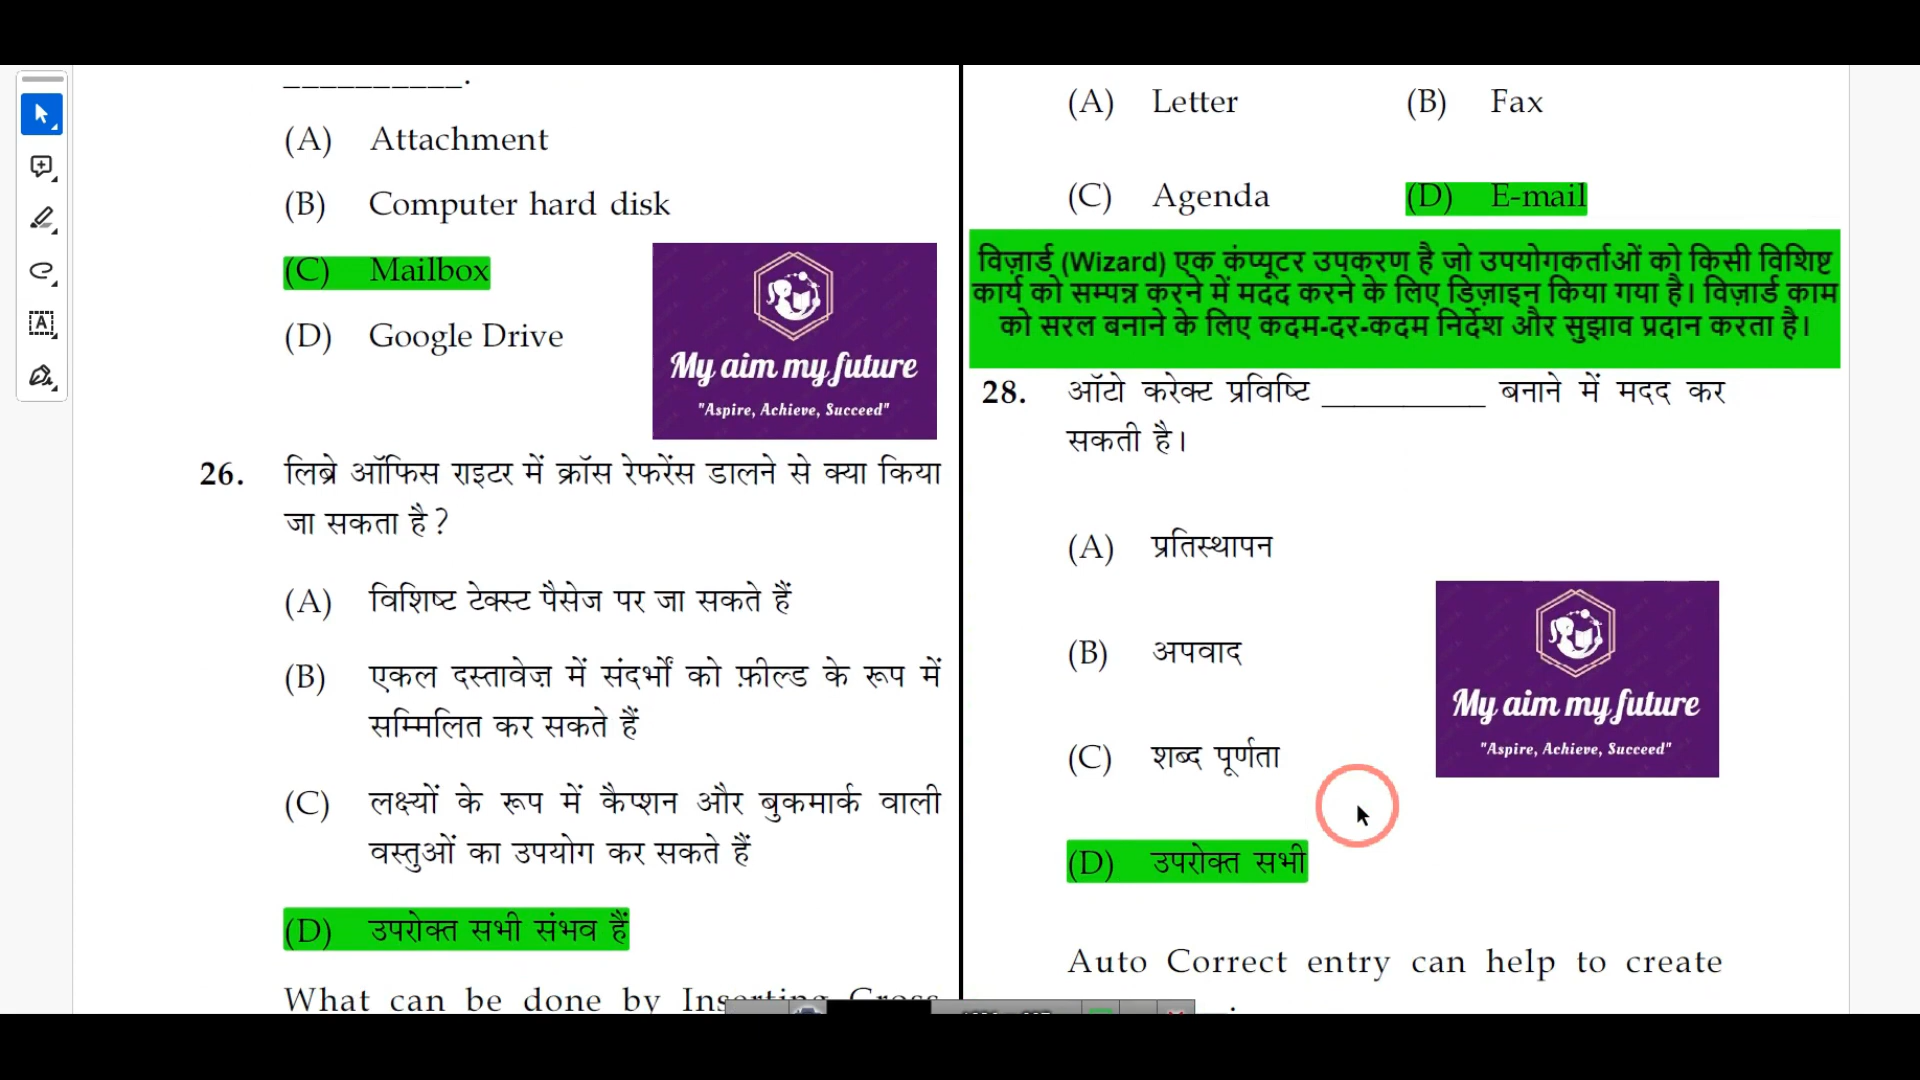 __________.
(A) Attachment
(B) Computer hard disk
(C) Mailbox
(D) Google Drive
My aim my future
"Aspire, Achieve, Succeed"
26. लिब्रे ऑफिस राइटर में क्रॉस रेफरेंस डालने से क्या किया
जा सकता है?
(A) विशिष्ट टेक्स्ट पैसेज पर जा सकते हैं
(B) एकल दस्तावेज़ में संदर्भों को फ़ील्ड के रूप में
सम्मिलित कर सकते हैं
(C) लक्ष्यों के रूप में कैप्शन और बुकमार्क वाली
वस्तुओं का उपयोग कर सकते हैं
(D) उपरोक्त सभी संभव हैं
What can be done by Inserting Cross
(A) Letter (B) Fax
(C) Agenda (D) E-mail
विज़ार्ड (Wizard) एक कंप्यूटर उपकरण है जो उपयोगकर्ताओं को किसी विशिष्ट
कार्य को सम्पन्न करने में मदद करने के लिए डिज़ाइन किया गया है। विज़ार्ड काम
को सरल बनाने के लिए कदम-दर-कदम निर्देश और सुझाव प्रदान करता है।
28. ऑटो करेक्ट प्रविष्टि __________ बनाने में मदद कर
सकती है।
(A) प्रतिस्थापन
(B) अपवाद
(C) शब्द पूर्णता
My aim my future
"Aspire, Achieve, Succeed"
(D) उपरोक्त सभी
Auto Correct entry can help to create